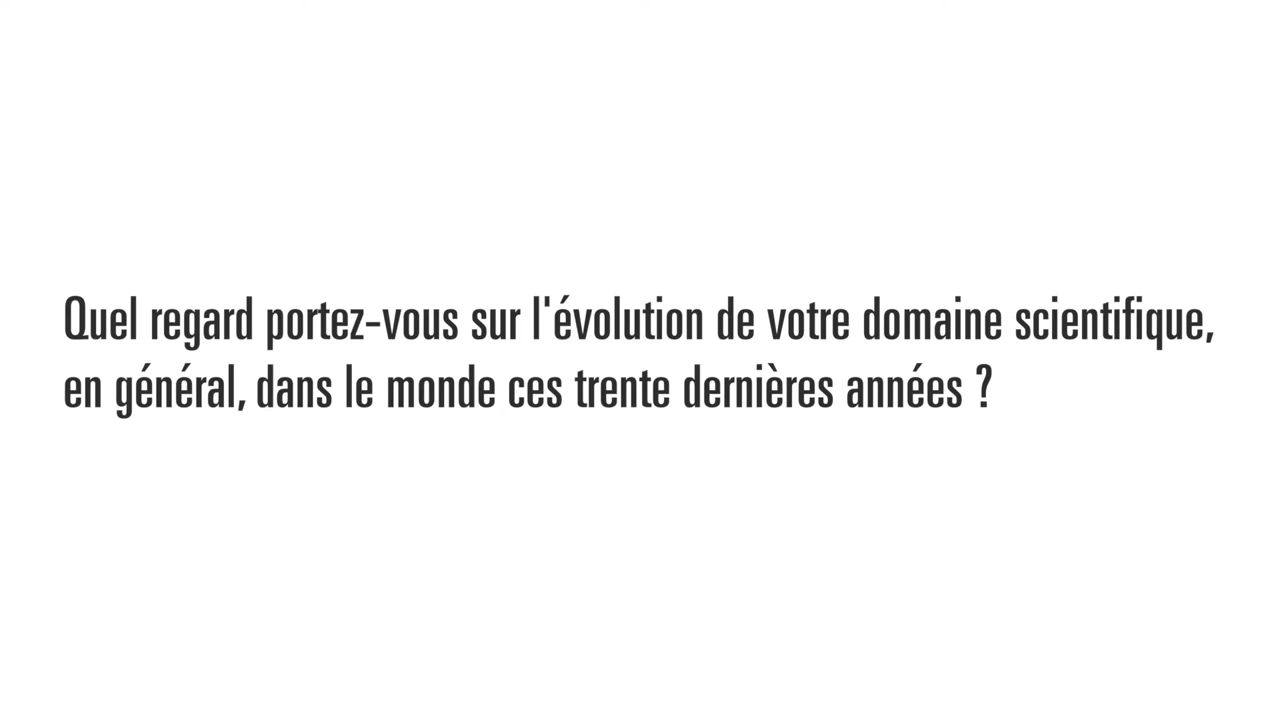 Quel regard portez-vous sur l'évolution de votre domaine scientifique,
en général, dans le monde ces trente dernières années ?